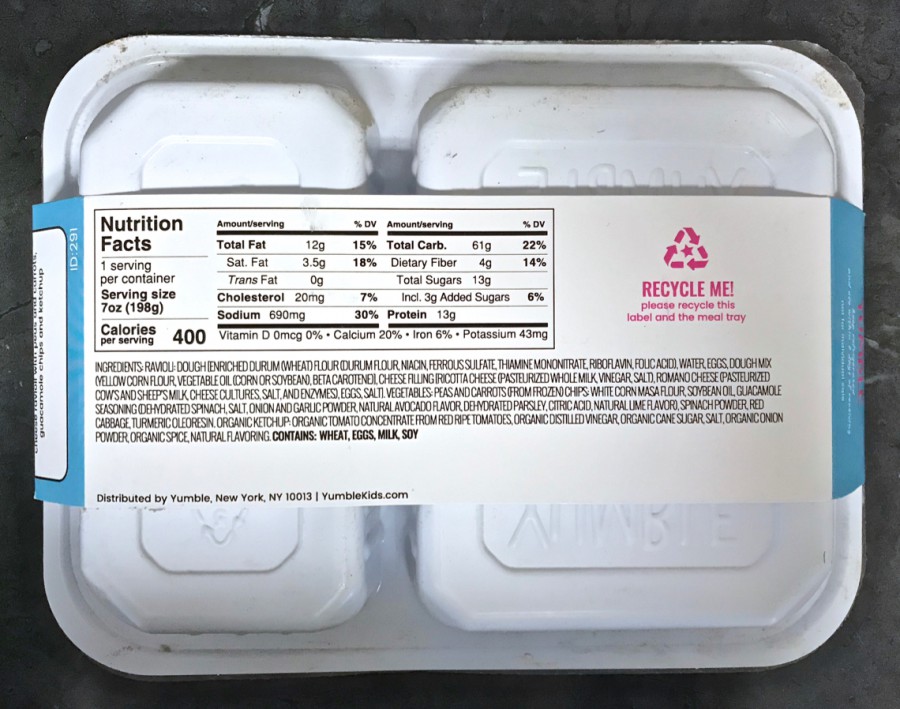 Nutrition
Facts
1 serving
per container
Serving size
7oz (198g)
Calories
per serving 400
Amount/serving % DV
Total Fat 12g 15%
Sat. Fat 3.5g 18%
Trans Fat 0g
Cholesterol 20mg 7%
Sodium 690mg 30%
Amount/serving % DV
Total Carb. 61g 22%
Dietary Fiber 4g 14%
Total Sugars 13g
Incl. 3g Added Sugars 6%
Protein 13g
Vitamin D 0mcg 0% • Calcium 20% • Iron 6% • Potassium 43mg
INGREDIENTS: RAVIOLI: DOUGH (ENRICHED DURUM (WHEAT) FLOUR (DURUM FLOUR, NIACIN, FERROUS SULFATE, THIAMINE MONONITRATE, RIBOFLAVIN, FOLIC ACID), WATER, EGGS, DOUGH MIX
(YELLOW CORN FLOUR, VEGETABLE OIL (CORN OR SOYBEAN), BETA CAROTENE)), CHEESE FILLING (RICOTTA CHEESE (PASTEURIZED WHOLE MILK, VINEGAR, SALT), ROMANO CHEESE (PASTEURIZED
COW'S AND SHEEP'S MILK, CHEESE CULTURES, SALT, AND ENZYMES), EGGS, SALT). VEGETABLES: PEAS AND CARROTS (FROM FROZEN) CHIPS: WHITE CORN MASA FLOUR, SOYBEAN OIL, GUACAMOLE
SEASONING (DEHYDRATED SPINACH, SALT, ONION AND GARLIC POWDER, NATURAL AVOCADO FLAVOR, DEHYDRATED PARSLEY, CITRIC ACID, NATURAL LIME FLAVOR), SPINACH POWDER, RED
CABBAGE, TURMERIC OLEORESIN. ORGANIC KETCHUP: ORGANIC TOMATO CONCENTRATE FROM RED RIPE TOMATOES, ORGANIC DISTILLED VINEGAR, ORGANIC CANE SUGAR, SALT, ORGANIC ONION
POWDER, ORGANIC SPICE, NATURAL FLAVORING. CONTAINS: WHEAT, EGGS, MILK, SOY
Distributed by Yumble, New York, NY 10013 | YumbleKids.com
RECYCLE ME!
please recycle this
label and the meal tray
ID:291
guacamole chips and ketchup
YUMBLE